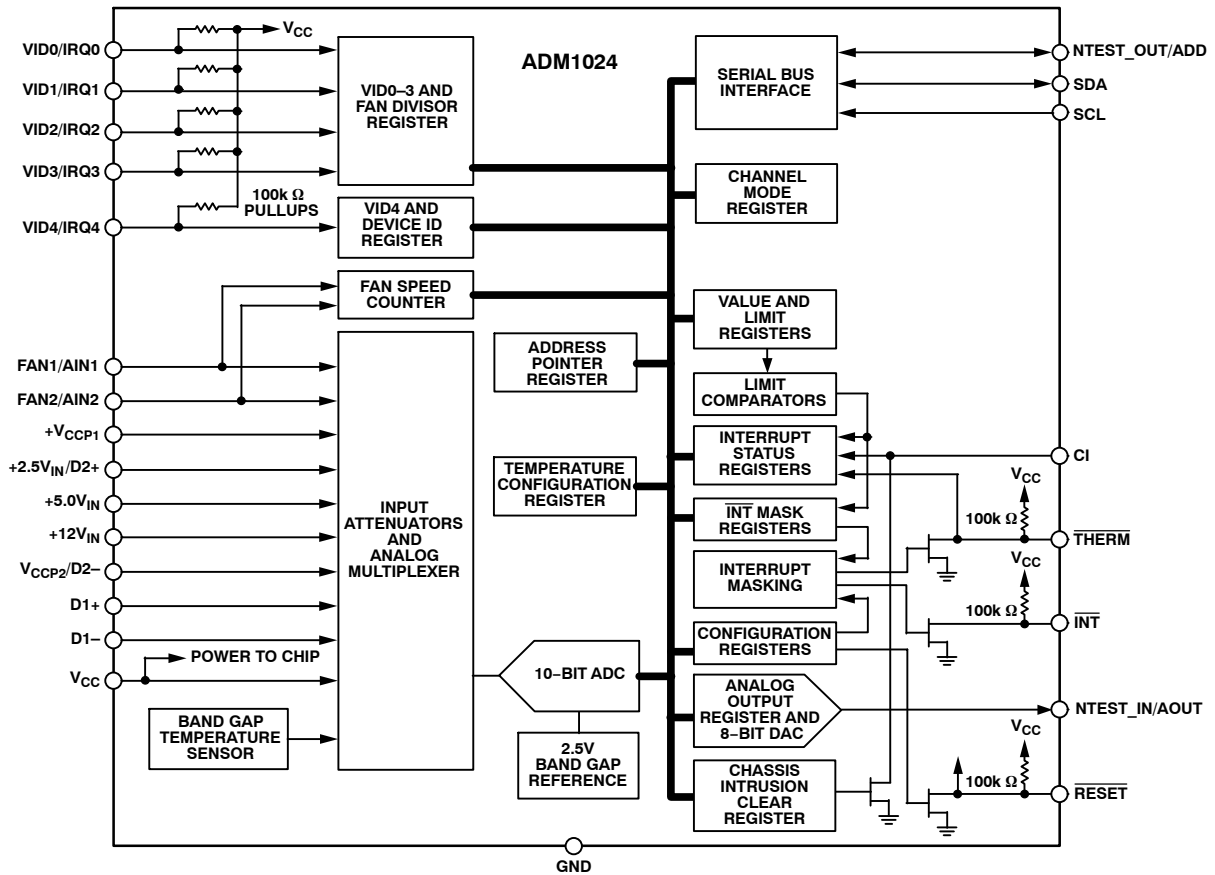 ADM1024
VID0/IRQ0
VID1/IRQ1
VID2/IRQ2
VID3/IRQ3
VID4/IRQ4
FAN1/AIN1
FAN2/AIN2
+VCCP1
+2.5VIN/D2+
+5.0VIN
+12VIN
VCCP2/D2–
D1+
D1–
VCC
VCC
100k Ω
PULLUPS
POWER TO CHIP
VID0–3 AND
FAN DIVISOR
REGISTER
VID4 AND
DEVICE ID
REGISTER
FAN SPEED
COUNTER
INPUT
ATTENUATORS
AND
ANALOG
MULTIPLEXER
BAND GAP
TEMPERATURE
SENSOR
ADDRESS
POINTER
REGISTER
TEMPERATURE
CONFIGURATION
REGISTER
10–BIT ADC
2.5V
BAND GAP
REFERENCE
SERIAL BUS
INTERFACE
CHANNEL
MODE
REGISTER
VALUE AND
LIMIT
REGISTERS
LIMIT
COMPARATORS
INTERRUPT
STATUS
REGISTERS
INT MASK
REGISTERS
INTERRUPT
MASKING
CONFIGURATION
REGISTERS
ANALOG
OUTPUT
REGISTER AND
8–BIT DAC
CHASSIS
INTRUSION
CLEAR
REGISTER
NTEST_OUT/ADD
SDA
SCL
CI
VCC
100k Ω
THERM
VCC
100k Ω
INT
NTEST_IN/AOUT
VCC
100k Ω
RESET
GND